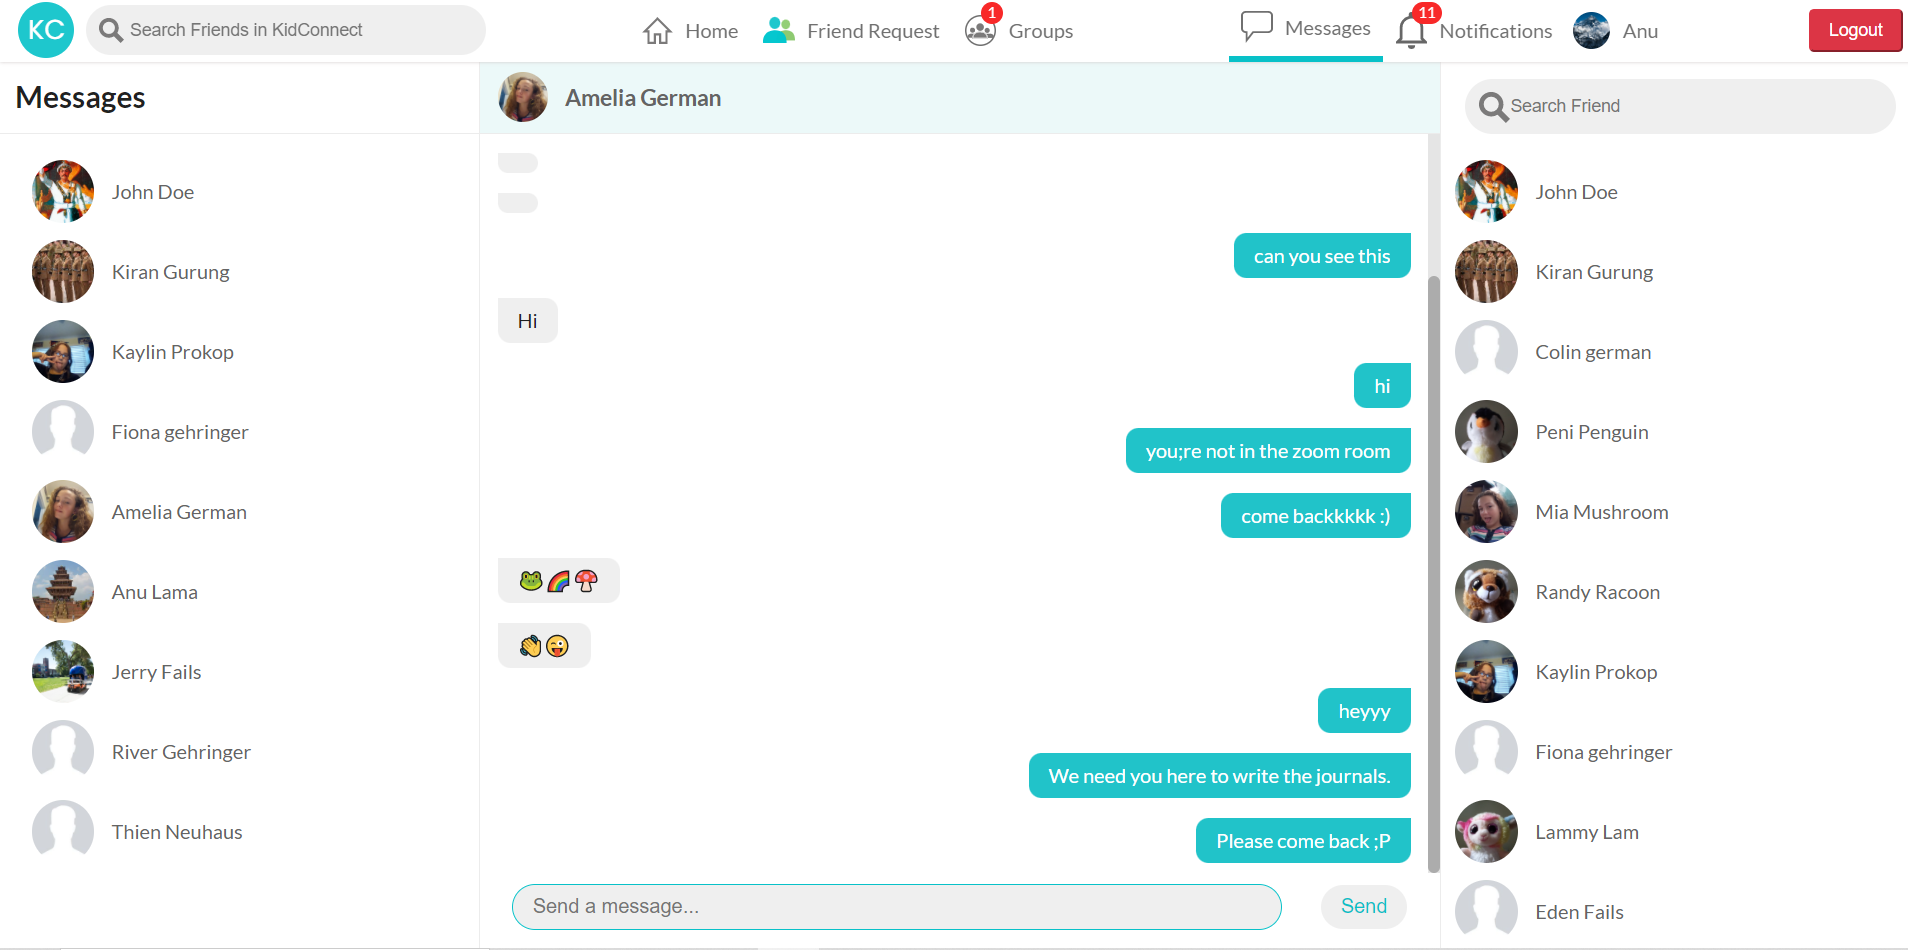 KC
Search Friends in KidConnect
Home
Friend Request
1
Groups
Messages
11
Notifications
Anu
Logout
Messages
John Doe
Kiran Gurung
Kaylin Prokop
Fiona gehringer
Amelia German
Anu Lama
Jerry Fails
River Gehringer
Thien Neuhaus
Amelia German
can you see this
Hi
hi
you;re not in the zoom room
come backkkkk :)
🐸🌈🍄
👏😜
heyyy
We need you here to write the journals.
Please come back ;P
Send a message...
Send
Search Friend
John Doe
Kiran Gurung
Colin german
Peni Penguin
Mia Mushroom
Randy Racoon
Kaylin Prokop
Fiona gehringer
Lammy Lam
Eden Fails